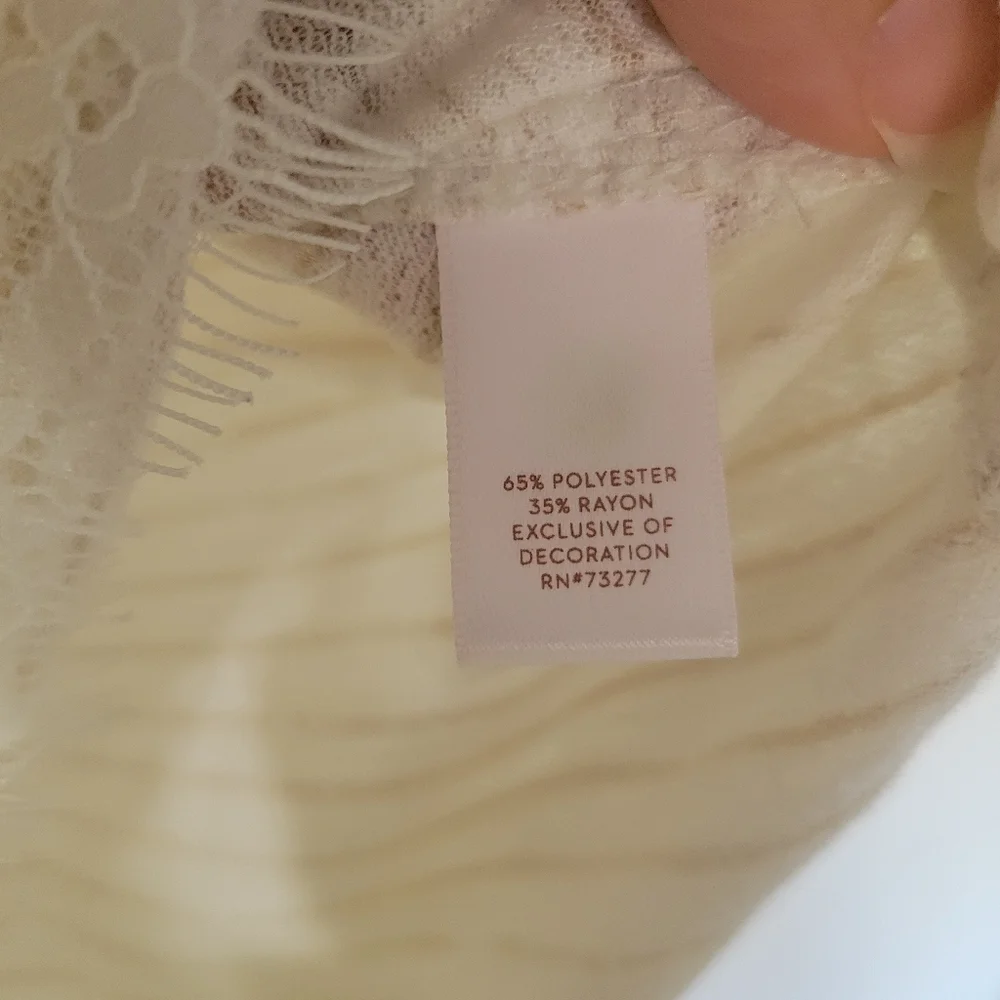 65% POLYESTER
35% RAYON
EXCLUSIVE OF
DECORATION
RN#73277